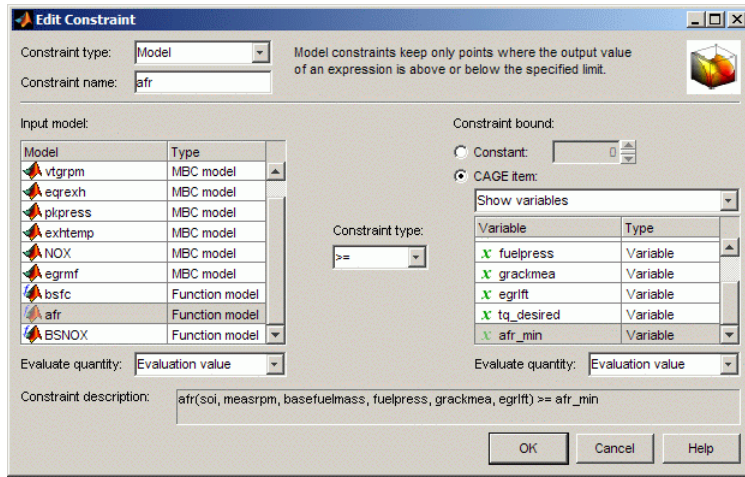 Edit Constraint
Constraint type: Model
Model constraints keep only points where the output value
of an expression is above or below the specified limit.
Constraint name: afr
Input model:
Model Type
vtgrpm MBC model
eqrexh MBC model
pkpress MBC model
exhtemp MBC model
NOX MBC model
egrmf MBC model
bsfc Function model
afr Function model
BSNOX Function model
Evaluate quantity: Evaluation value
Constraint type:
>=
Constraint bound:
Constant: 0
CAGE item:
Show variables
Variable Type
x fuelpress Variable
x grackmea Variable
x egrlft Variable
x tq_desired Variable
x afr_min Variable
Evaluate quantity: Evaluation value
Constraint description: afr(soi, measrpm, basefuelmass, fuelpress, grackmea, egrlft) >= afr_min
OK Cancel Help